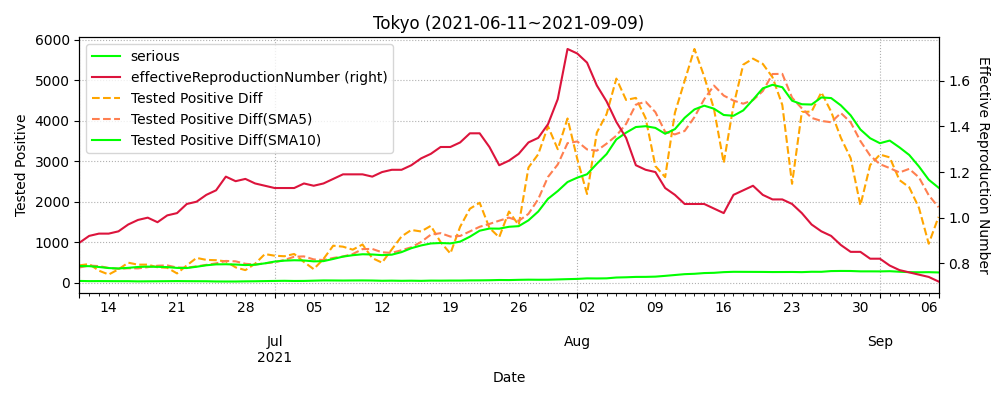 Tokyo (2021-06-11~2021-09-09)
serious
effectiveReproductionNumber (right)
Tested Positive Diff
Tested Positive Diff(SMA5)
Tested Positive Diff(SMA10)
Tested Positive
6000
5000
4000
3000
2000
1000
0
Effective Reproduction Number
1.6
1.4
1.2
1.0
0.8
14 21 28 05 12 19 26 02 09 16 23 30 06
Jul Aug Sep
2021
Date